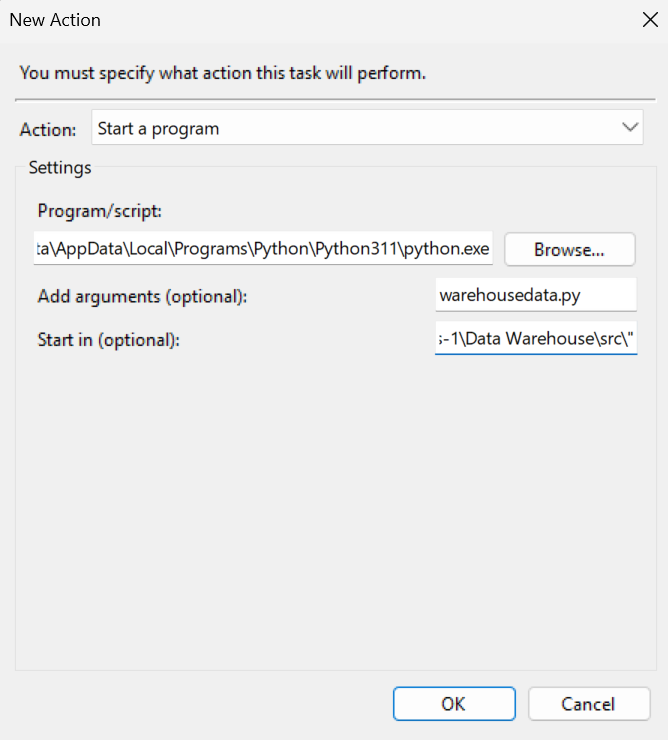 New Action
You must specify what action this task will perform.
Action: Start a program
Settings
Program/script:
ta\AppData\Local\Programs\Python\Python311\python.exe Browse...
Add arguments (optional): warehousedata.py
Start in (optional): s-1\Data Warehouse\src\"
OK Cancel